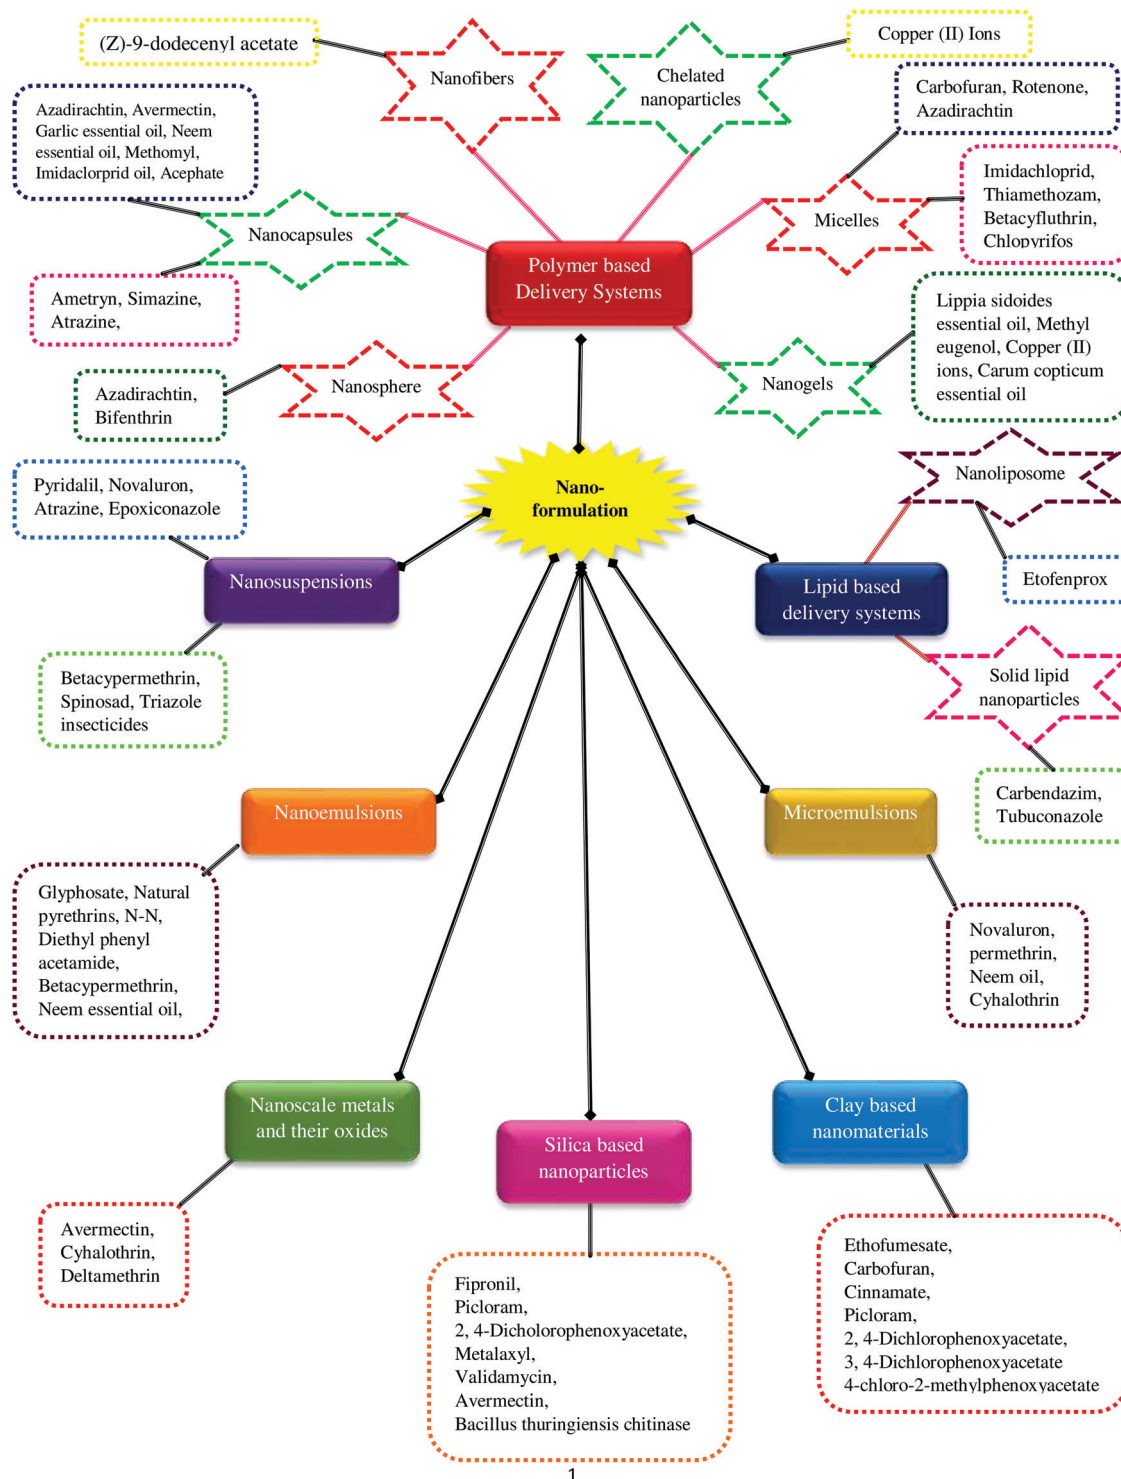 (Z)-9-dodecenyl acetate
Nanofibers
Chelated
nanoparticles
Copper (II) Ions
Azadirachtin, Avermectin,
Garlic essential oil, Neem
essential oil, Methomyl,
Imidaclorprid oil, Acephate
Carbofuran, Rotenone,
Azadirachtin
Nanocapsules
Micelles
Imidachloprid,
Thiamethozam,
Betacyfluthrin,
Chlopyrifos
Polymer based
Delivery Systems
Ametryn, Simazine,
Atrazine,
Lippia sidoides
essential oil, Methyl
eugenol, Copper (II)
ions, Carum copticum
essential oil
Nanosphere
Nanogels
Azadirachtin,
Bifenthrin
Nanoliposome
Pyridalil, Novaluron,
Atrazine, Epoxiconazole
Nano-
formulation
Nanosuspensions
Lipid based
delivery systems
Etofenprox
Betacypermethrin,
Spinosad, Triazole
insecticides
Solid lipid
nanoparticles
Nanoemulsions
Microemulsions
Carbendazim,
Tubuconazole
Glyphosate, Natural
pyrethrins, N-N,
Diethyl phenyl
acetamide,
Betacypermethrin,
Neem essential oil,
Novaluron,
permethrin,
Neem oil,
Cyhalothrin
Nanoscale metals
and their oxides
Silica based
nanoparticles
Clay based
nanomaterials
Avermectin,
Cyhalothrin,
Deltamethrin
Fipronil,
Picloram,
2, 4-Dicholorophenoxyacetate,
Metalaxyl,
Validamycin,
Avermectin,
Bacillus thuringiensis chitinase
Ethofumesate,
Carbofuran,
Cinnamate,
Picloram,
2, 4-Dichlorophenoxyacetate,
3, 4-Dichlorophenoxyacetate
4-chloro-2-methylphenoxyacetate
1